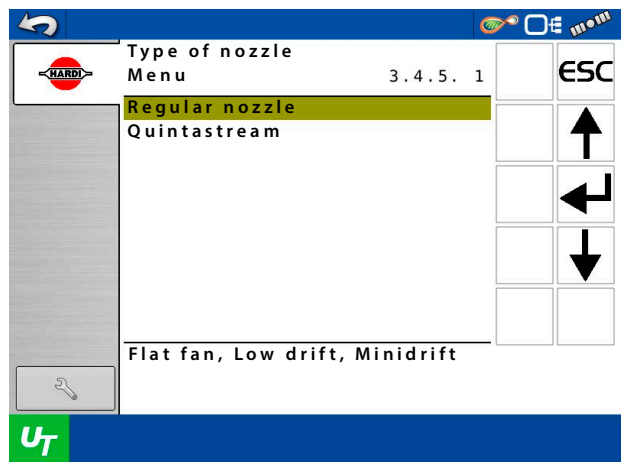 Type of nozzle
Menu 3.4.5. 1
ESC
HARDI
Regular nozzle
Quintastream
Flat fan, Low drift, Minidrift
UT